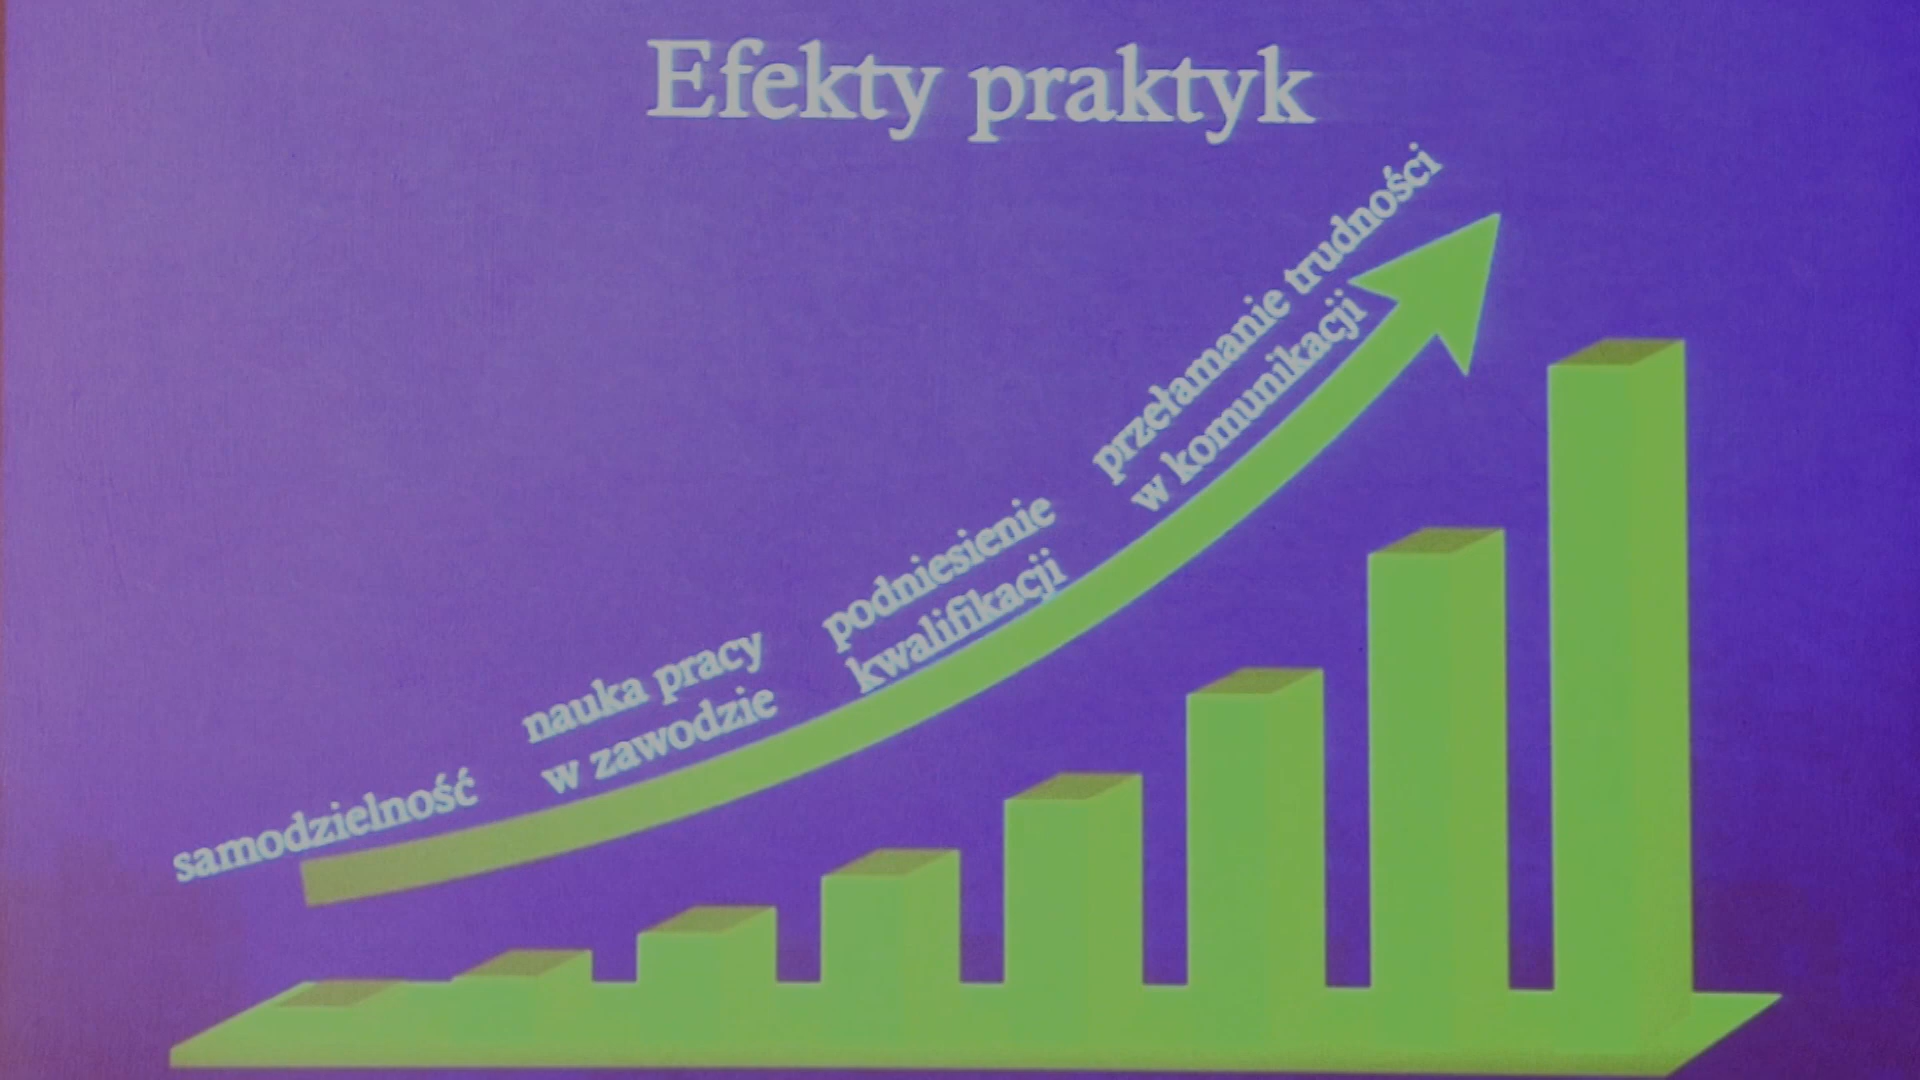 Efekty praktyk
samodzielność
nauka pracy
w zawodzie
podniesienie
kwalifikacji
przełamanie trudności
w komunikacji